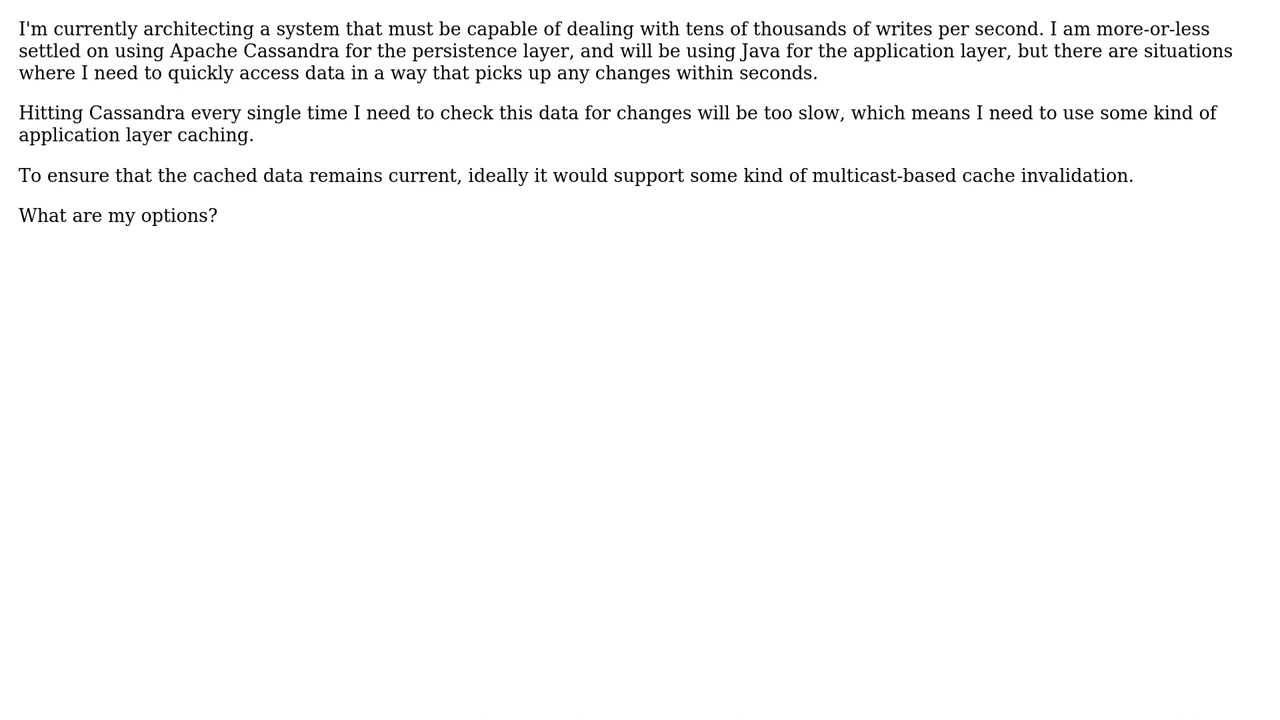 I'm currently architecting a system that must be capable of dealing with tens of thousands of writes per second. I am more-or-less
settled on using Apache Cassandra for the persistence layer, and will be using Java for the application layer, but there are situations
where I need to quickly access data in a way that picks up any changes within seconds.
Hitting Cassandra every single time I need to check this data for changes will be too slow, which means I need to use some kind of
application layer caching.
To ensure that the cached data remains current, ideally it would support some kind of multicast-based cache invalidation.
What are my options?